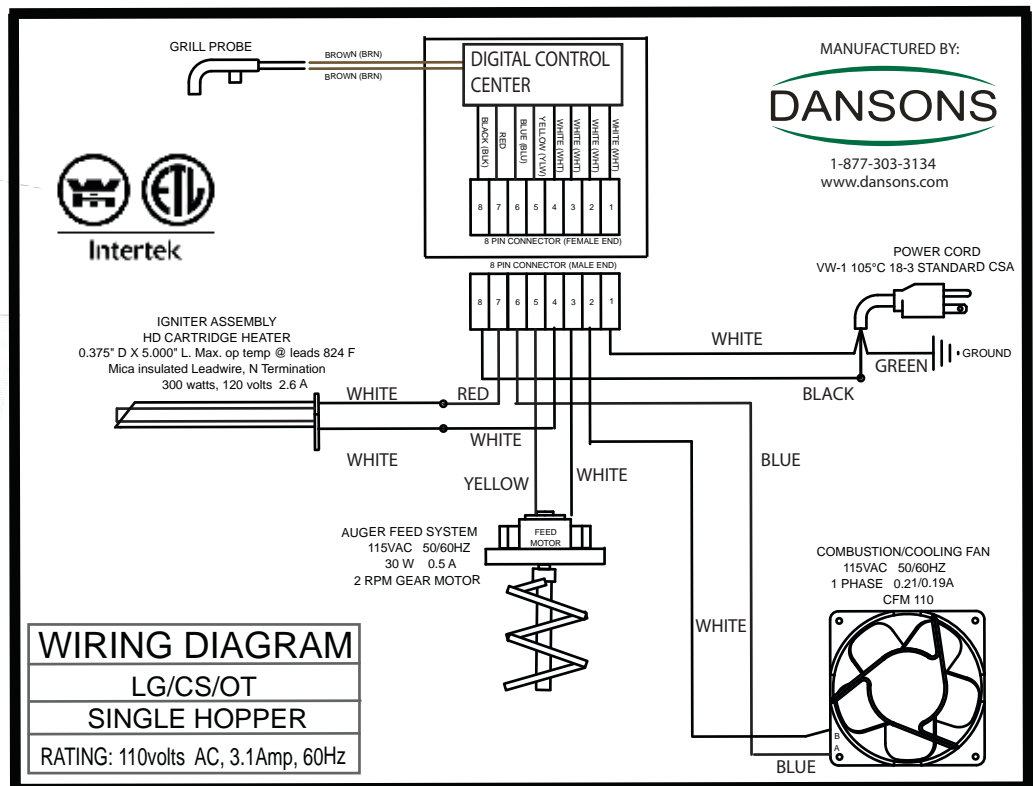 GRILL PROBE
BROWN (BRN)
BROWN (BRN)
DIGITAL CONTROL
CENTER
BLACK (BLK)
RED
BLUE (BLU)
YELLOW (YLW)
WHITE (WHT)
WHITE (WHT)
WHITE (WHT)
WHITE (WHT)
8 7 6 5 4 3 2 1
8 PIN CONNECTOR (FEMALE END)
MANUFACTURED BY:
DANSONS
1-877-303-3134
www.dansons.com
ETL
Intertek
8 PIN CONNECTOR (MALE END)
8 7 6 5 4 3 2 1
POWER CORD
VW-1 105°C 18-3 STANDARD CSA
WHITE
GREEN
GROUND
BLACK
IGNITER ASSEMBLY
HD CARTRIDGE HEATER
0.375" D X 5.000" L. Max. op temp @ leads 824 F
Mica insulated Leadwire, N Termination
300 watts, 120 volts 2.6 A
WHITE
RED
WHITE
WHITE
YELLOW
WHITE
BLUE
AUGER FEED SYSTEM
115VAC 50/60HZ
30 W 0.5 A
2 RPM GEAR MOTOR
FEED
MOTOR
COMBUSTION/COOLING FAN
115VAC 50/60HZ
1 PHASE 0.21/0.19A
CFM 110
WHITE
B
A
BLUE
WIRING DIAGRAM
LG/CS/OT
SINGLE HOPPER
RATING: 110volts AC, 3.1Amp, 60Hz